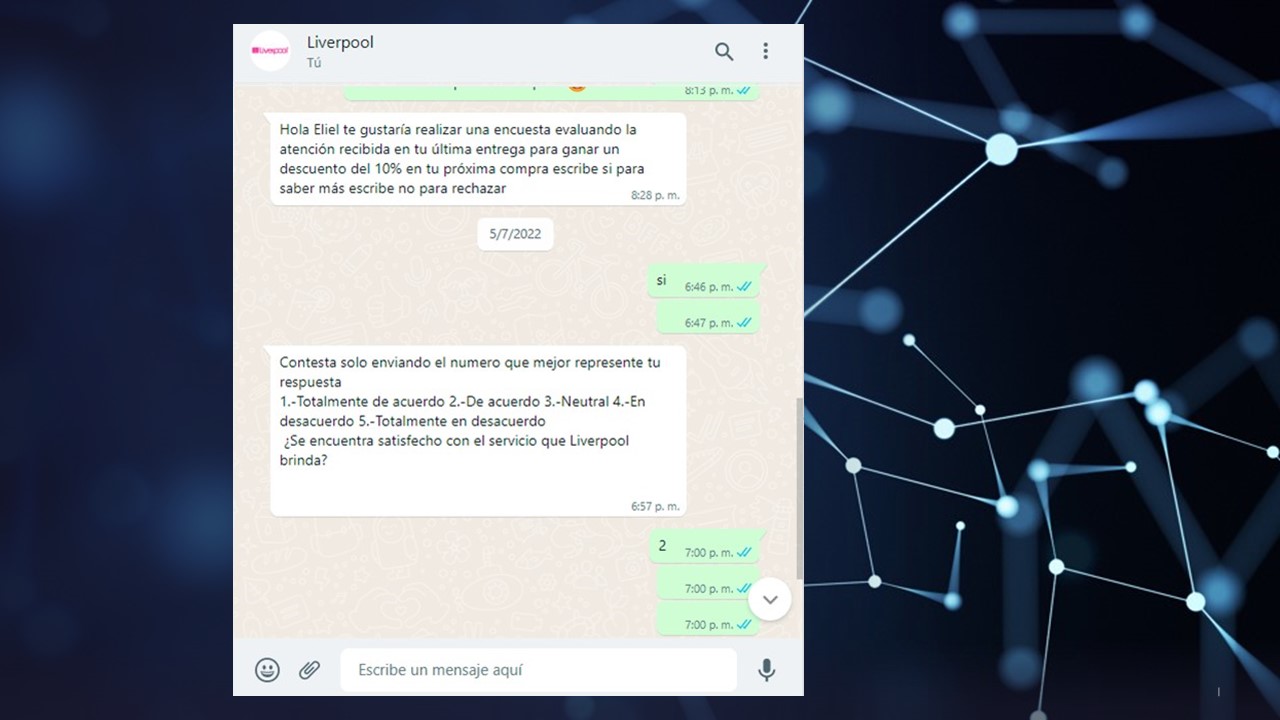 Liverpool
Liverpool
Tú
8:13 p. m.
Hola Eliel te gustaría realizar una encuesta evaluando la
atención recibida en tu última entrega para ganar un
descuento del 10% en tu próxima compra escribe si para
saber más escribe no para rechazar
8:28 p. m.
5/7/2022
si
6:46 p. m.
6:47 p. m.
Contesta solo enviando el numero que mejor represente tu
respuesta
1.-Totalmente de acuerdo 2.-De acuerdo 3.-Neutral 4.-En
desacuerdo 5.-Totalmente en desacuerdo
¿Se encuentra satisfecho con el servicio que Liverpool
brinda?
6:57 p. m.
2
7:00 p. m.
7:00 p. m.
7:00 p. m.
Escribe un mensaje aquí